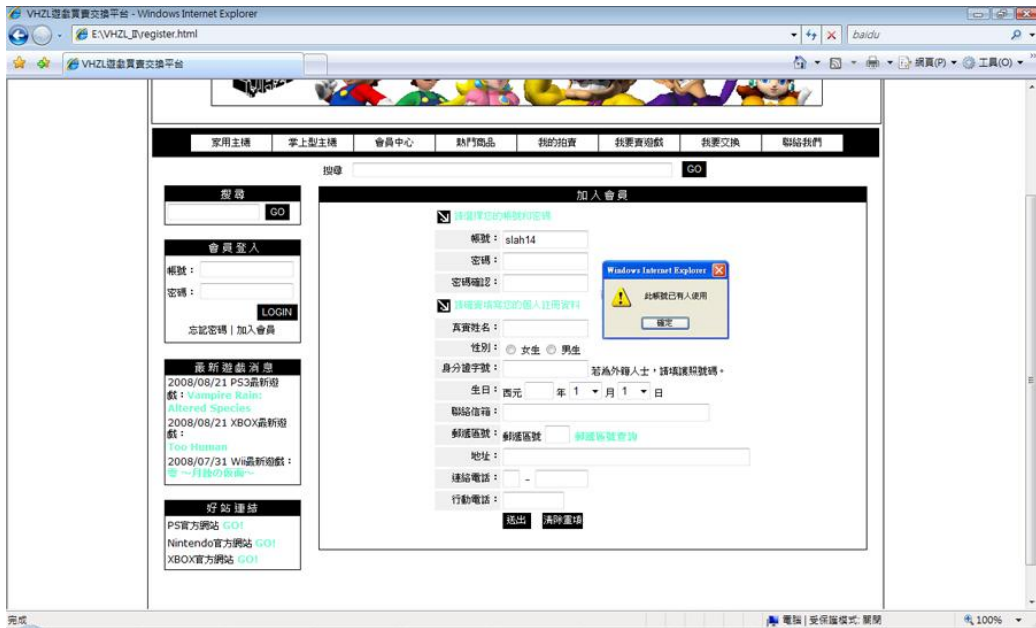 VHZL遊戲買賣交換平台 - Windows Internet Explorer
E:\VHZL_II\register.html
baidu
VHZL遊戲買賣交換平台
網頁(P)
工具(O)
家用主機
掌上型主機
會員中心
熱門商品
我的拍賣
我要賣遊戲
我要交換
聯絡我們
搜尋
GO
搜尋
GO
會員登入
帳號：
密碼：
LOGIN
忘記密碼 | 加入會員
最新遊戲消息
2008/08/21 PS3最新遊
戲：Vampire Rain:
Altered Species
2008/08/21 XBOX最新遊
戲：
Too Human
2008/07/31 Wii最新遊戲：
零 ～月蝕の仮面～
好站連結
PS官方網站 GO!
Nintendo官方網站 GO!
XBOX官方網站 GO!
加入會員
請選擇您的帳號和密碼
帳號： slah14
密碼：
密碼確認：
請確實填寫您的個人註冊資料
真實姓名：
性別： 女生 男生
身分證字號： 若為外籍人士，請填護照號碼。
生日： 西元 年 1 月 1 日
聯絡信箱：
郵遞區號： 郵遞區號 郵遞區號查詢
地址：
連絡電話： -
行動電話：
送出 清除重填
Windows Internet Explorer
此帳號已有人使用
確定
完成
電腦 | 受保護模式: 關閉
100%